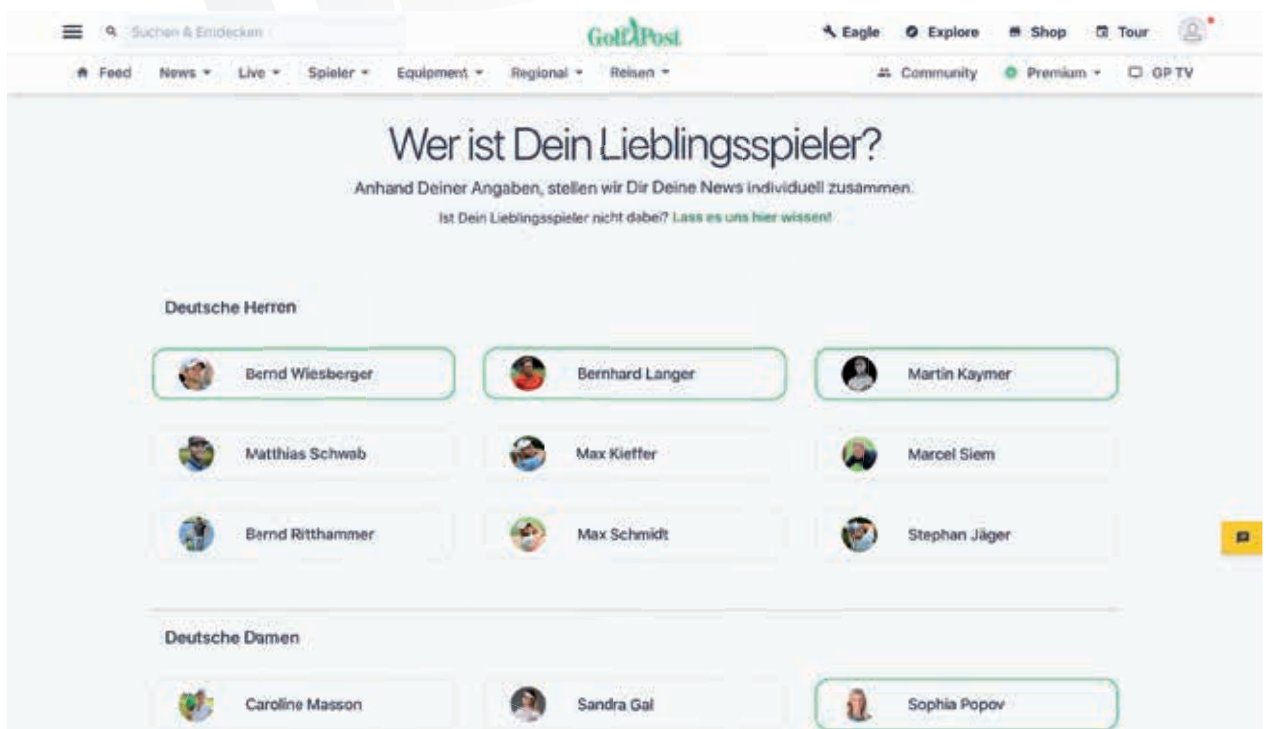 Suchen & Entdecken
Golf Post
Eagle Explore Shop Tour
Feed News Live Spieler Equipment Regional Reisen Community Premium GP TV
Wer ist Dein Lieblingsspieler?
Anhand Deiner Angaben, stellen wir Dir Deine News individuell zusammen.
Ist Dein Lieblingsspieler nicht dabei? Lass es uns hier wissen!
Deutsche Herren
Bernd Wiesberger Bernhard Langer Martin Kaymer
Matthias Schwab Max Kieffer Marcel Siem
Bernd Ritthammer Max Schmidt Stephan Jäger
Deutsche Damen
Caroline Masson Sandra Gal Sophia Popov